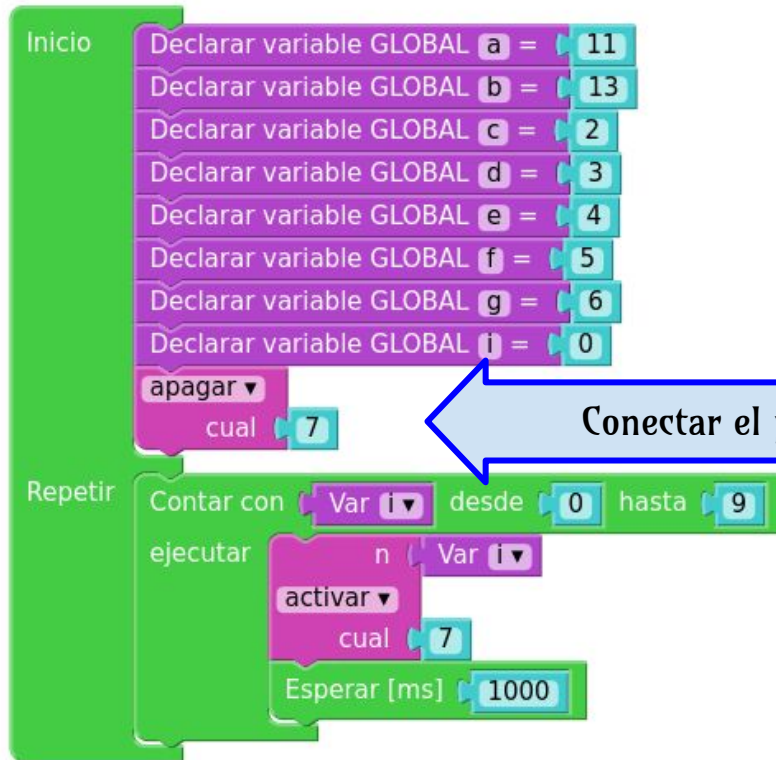 Inicio
Declarar variable GLOBAL a = 11
Declarar variable GLOBAL b = 13
Declarar variable GLOBAL c = 2
Declarar variable GLOBAL d = 3
Declarar variable GLOBAL e = 4
Declarar variable GLOBAL f = 5
Declarar variable GLOBAL g = 6
Declarar variable GLOBAL i = 0
apagar
cual 7
Conectar el
Repetir
Contar con Var i desde 0 hasta 9
ejecutar n Var i
activar
cual 7
Esperar [ms] 1000